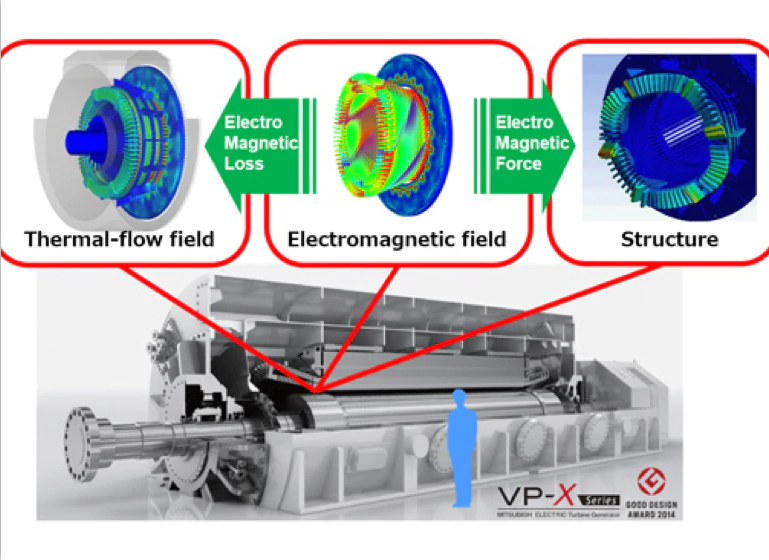 Electro
Magnetic
Loss
Electro
Magnetic
Force
Thermal-flow field
Electromagnetic field
Structure
VP-X Series
MITSUBISHI ELECTRIC Turbine Generator
GOOD DESIGN
AWARD 2014